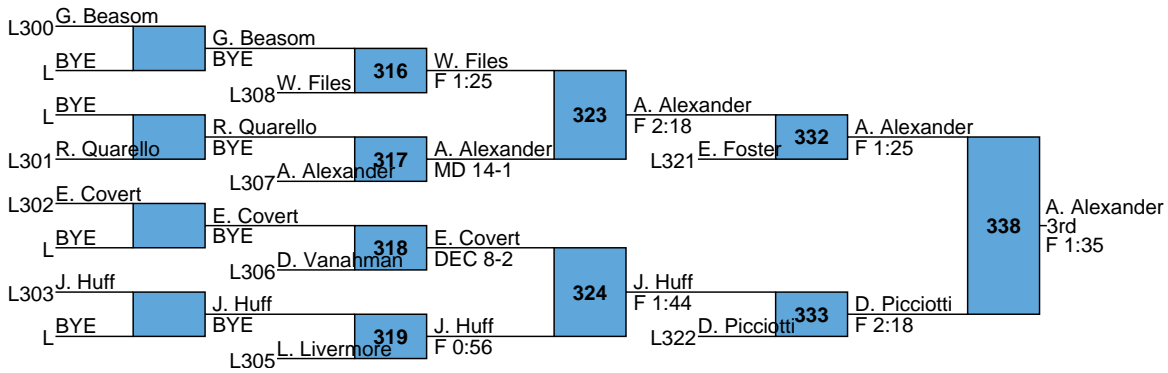 G. Beasom
L300
G. Beasom
BYE
BYE
L
W. Files
L308
316
W. Files
F 1:25
BYE
L
R. Quarello
L301
R. Quarello
BYE
A. Alexander
L307
317
A. Alexander
MD 14-1
323
A. Alexander
F 2:18
E. Foster
L321
332
A. Alexander
F 1:25
E. Covert
L302
BYE
L
E. Covert
BYE
D. Vanahman
L306
318
E. Covert
DEC 8-2
J. Huff
L303
BYE
L
J. Huff
BYE
L. Livermore
L305
319
J. Huff
F 0:56
324
J. Huff
F 1:44
D. Picciotti
L322
333
D. Picciotti
F 2:18
338
A. Alexander
3rd
F 1:35